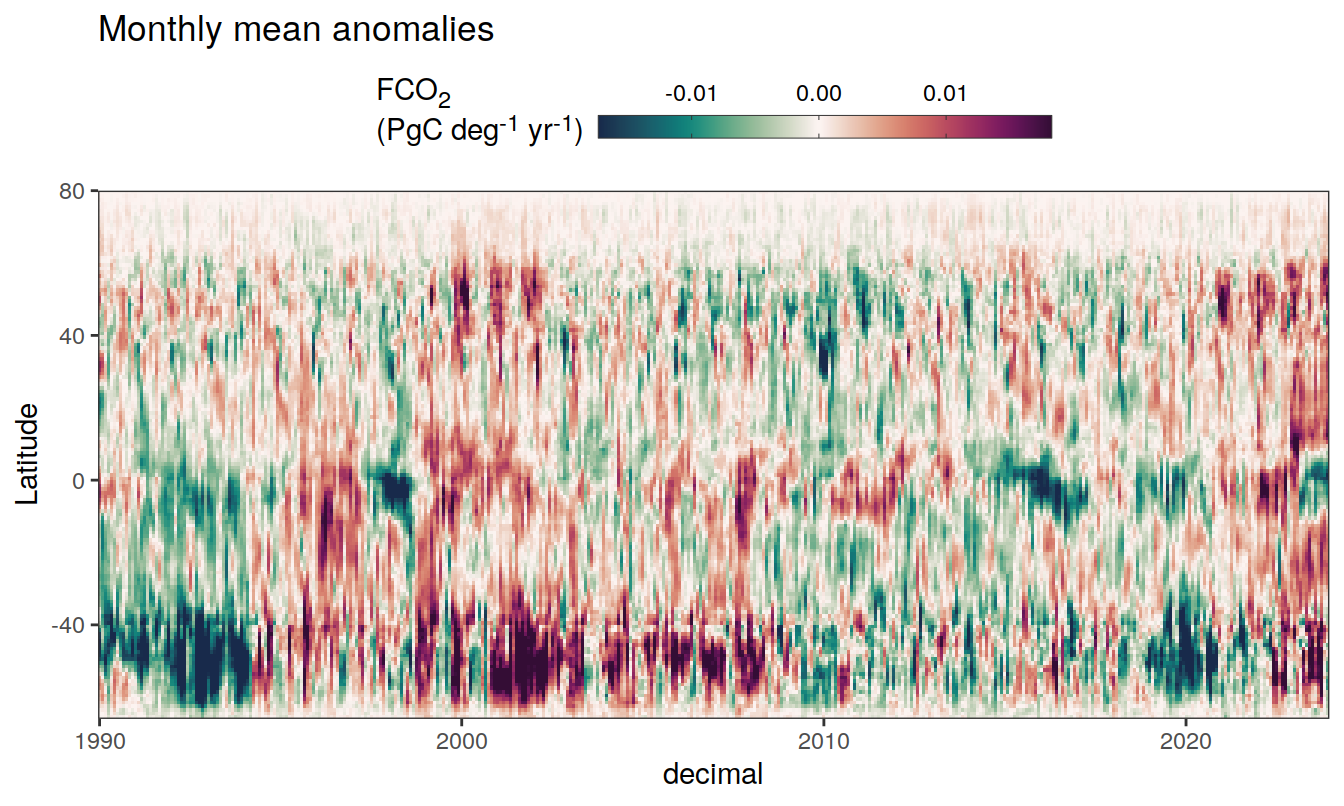 Monthly mean anomalies
FCO₂
(PgC deg⁻¹ yr⁻¹)
-0.01 0.00 0.01
80
40
0
-40
Latitude
1990 2000 2010 2020
decimal